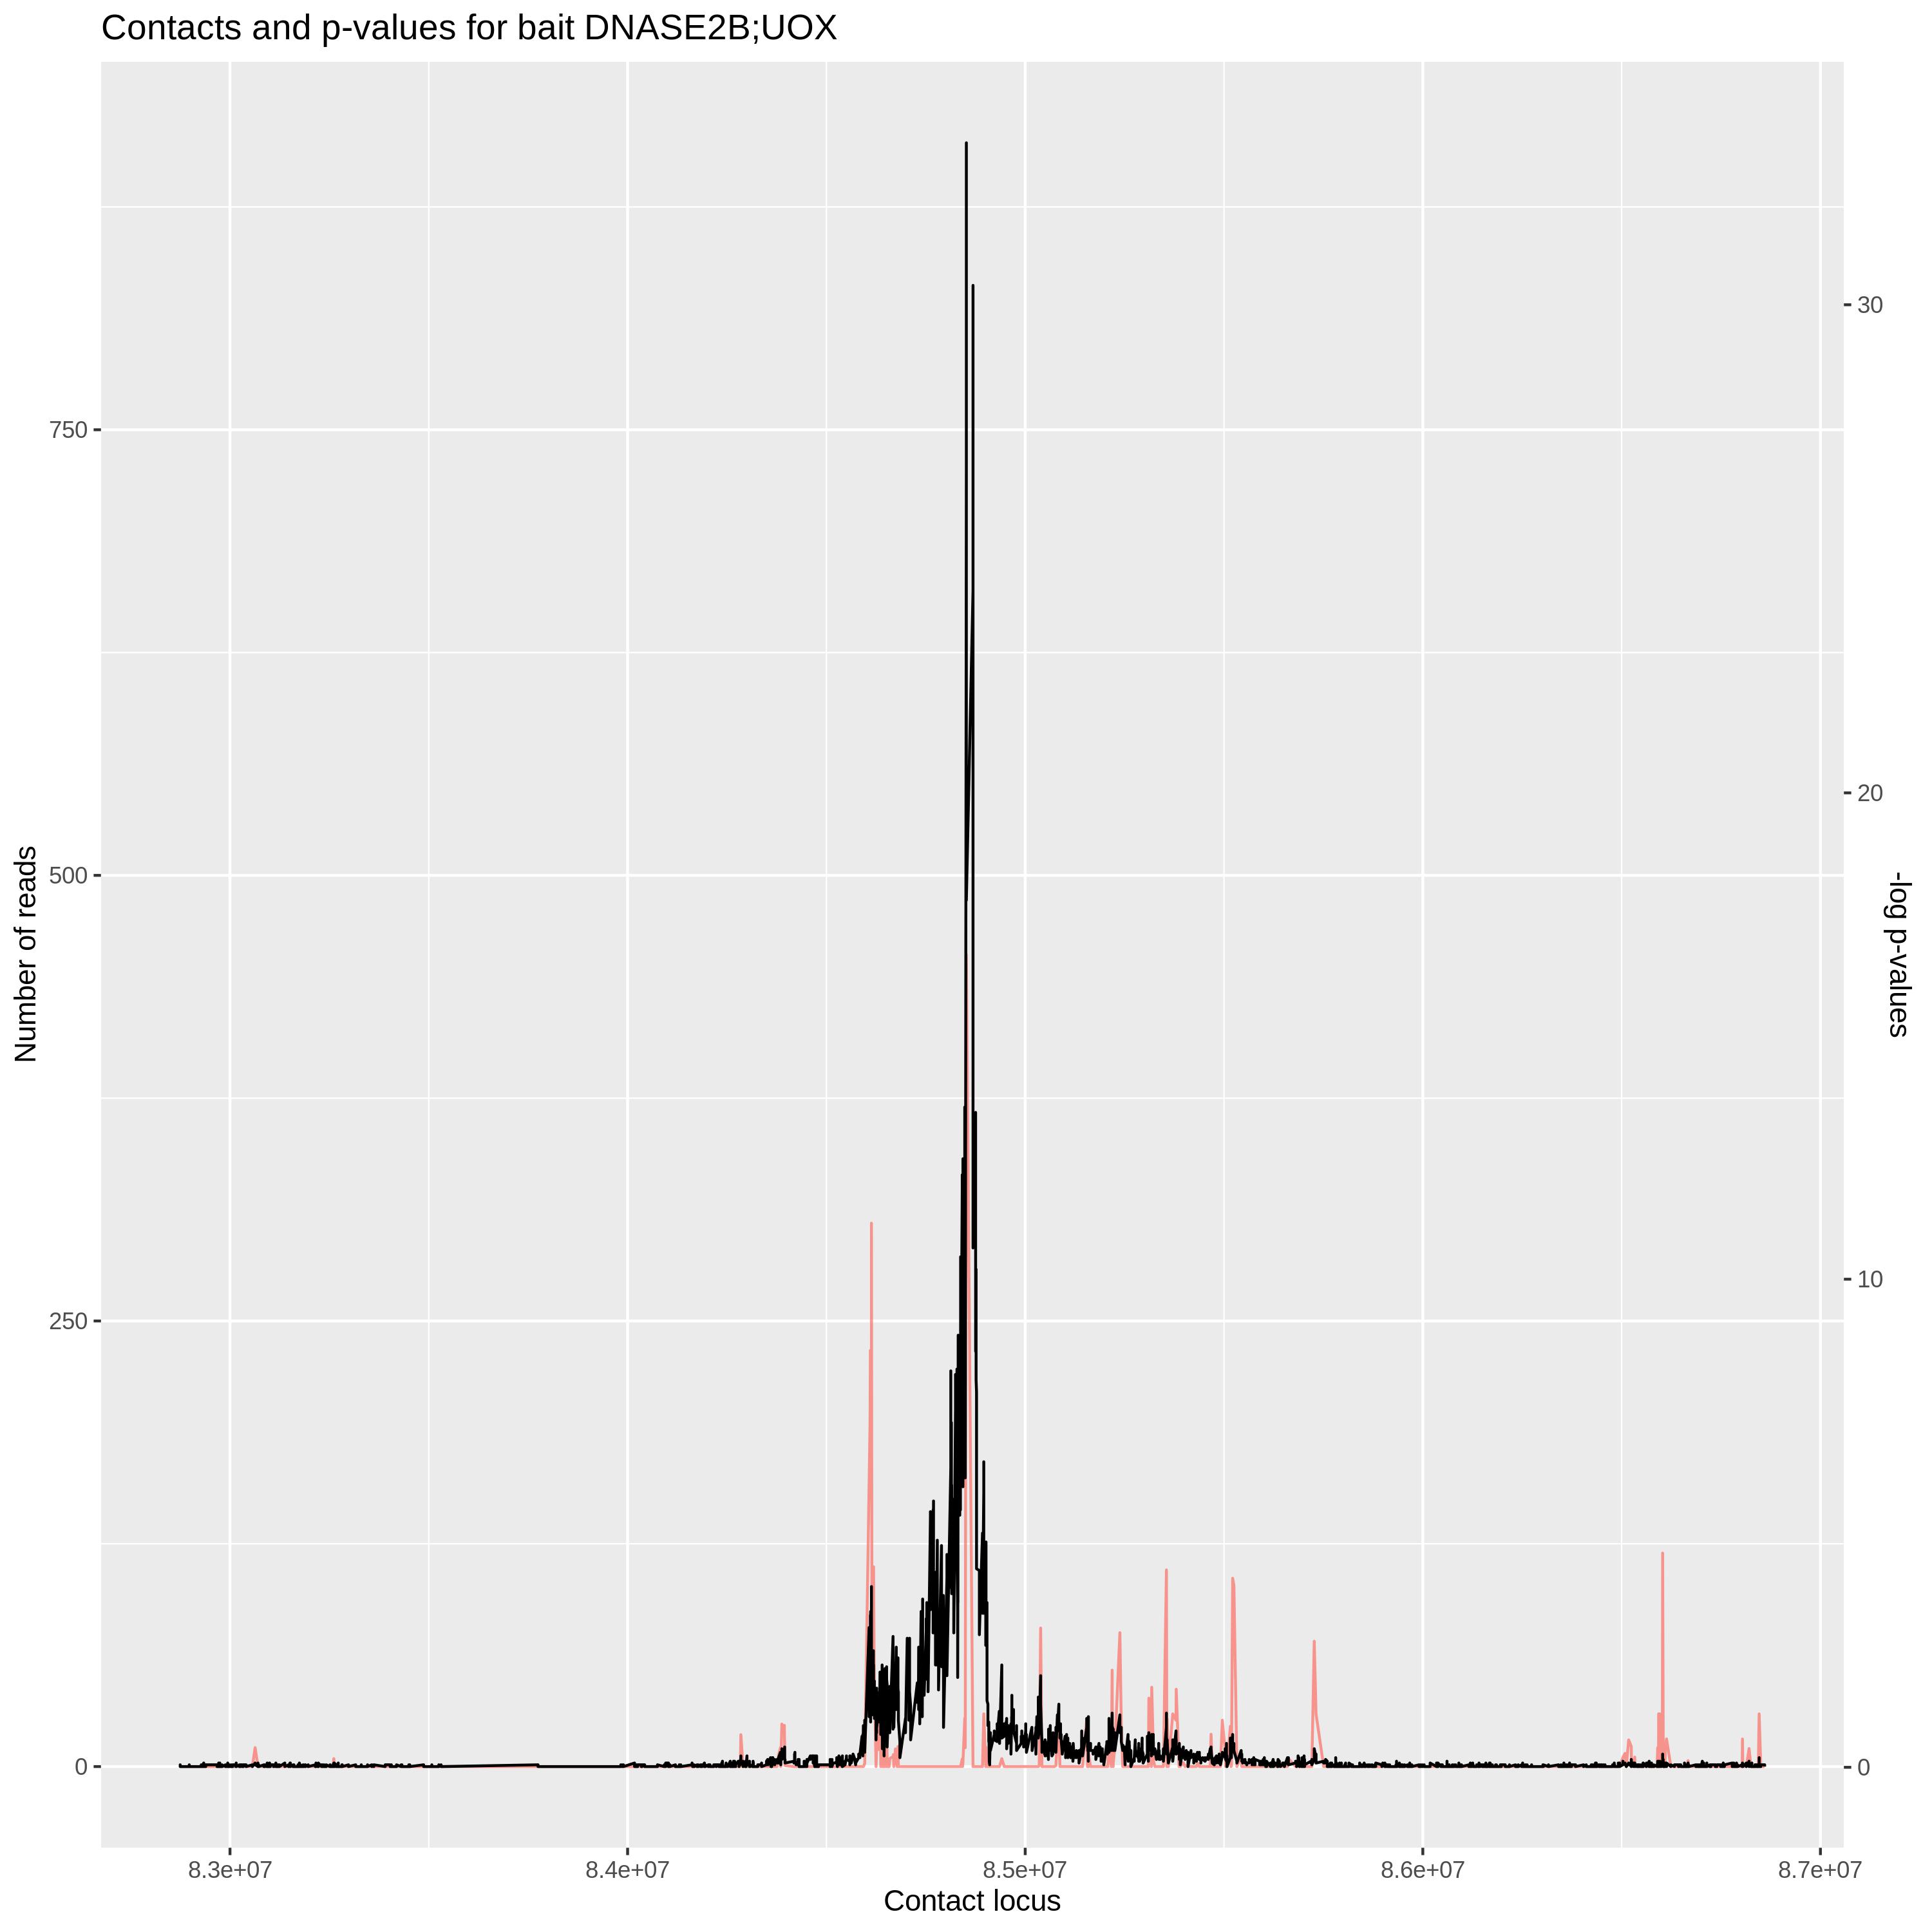 Contacts and p-values for bait DNASE2B;UOX
Number of reads
750
500
250
0
30
20
10
0
-log p-values
8.3e+07
8.4e+07
8.5e+07
8.6e+07
8.7e+07
Contact locus